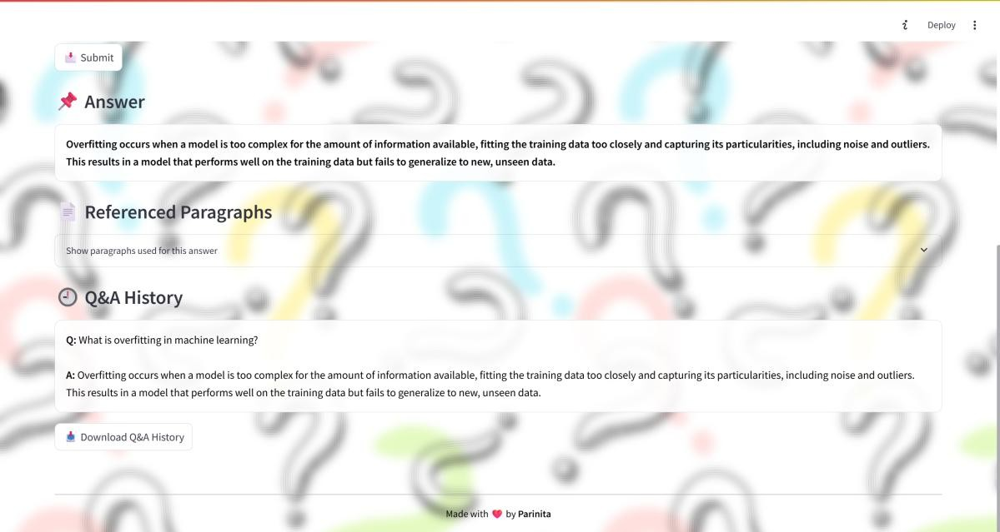 Deploy
Submit
Answer
Overfitting occurs when a model is too complex for the amount of information available, fitting the training data too closely and capturing its particularities, including noise and outliers.
This results in a model that performs well on the training data but fails to generalize to new, unseen data.
Referenced Paragraphs
Show paragraphs used for this answer
Q&A History
Q: What is overfitting in machine learning?
A: Overfitting occurs when a model is too complex for the amount of information available, fitting the training data too closely and capturing its particularities, including noise and outliers.
This results in a model that performs well on the training data but fails to generalize to new, unseen data.
Download Q&A History
Made with ❤️ by Parinita